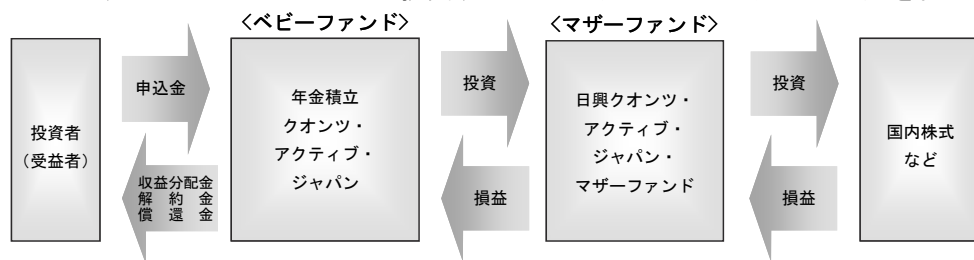 〈ベビーファンド〉
〈マザーファンド〉
投資者
（受益者）
申込金
収益分配金
解約金
償還金
年金積立
クオンツ・
アクティブ・
ジャパン
投資
損益
日興クオンツ・
アクティブ・
ジャパン・
マザーファンド
投資
損益
国内株式
など